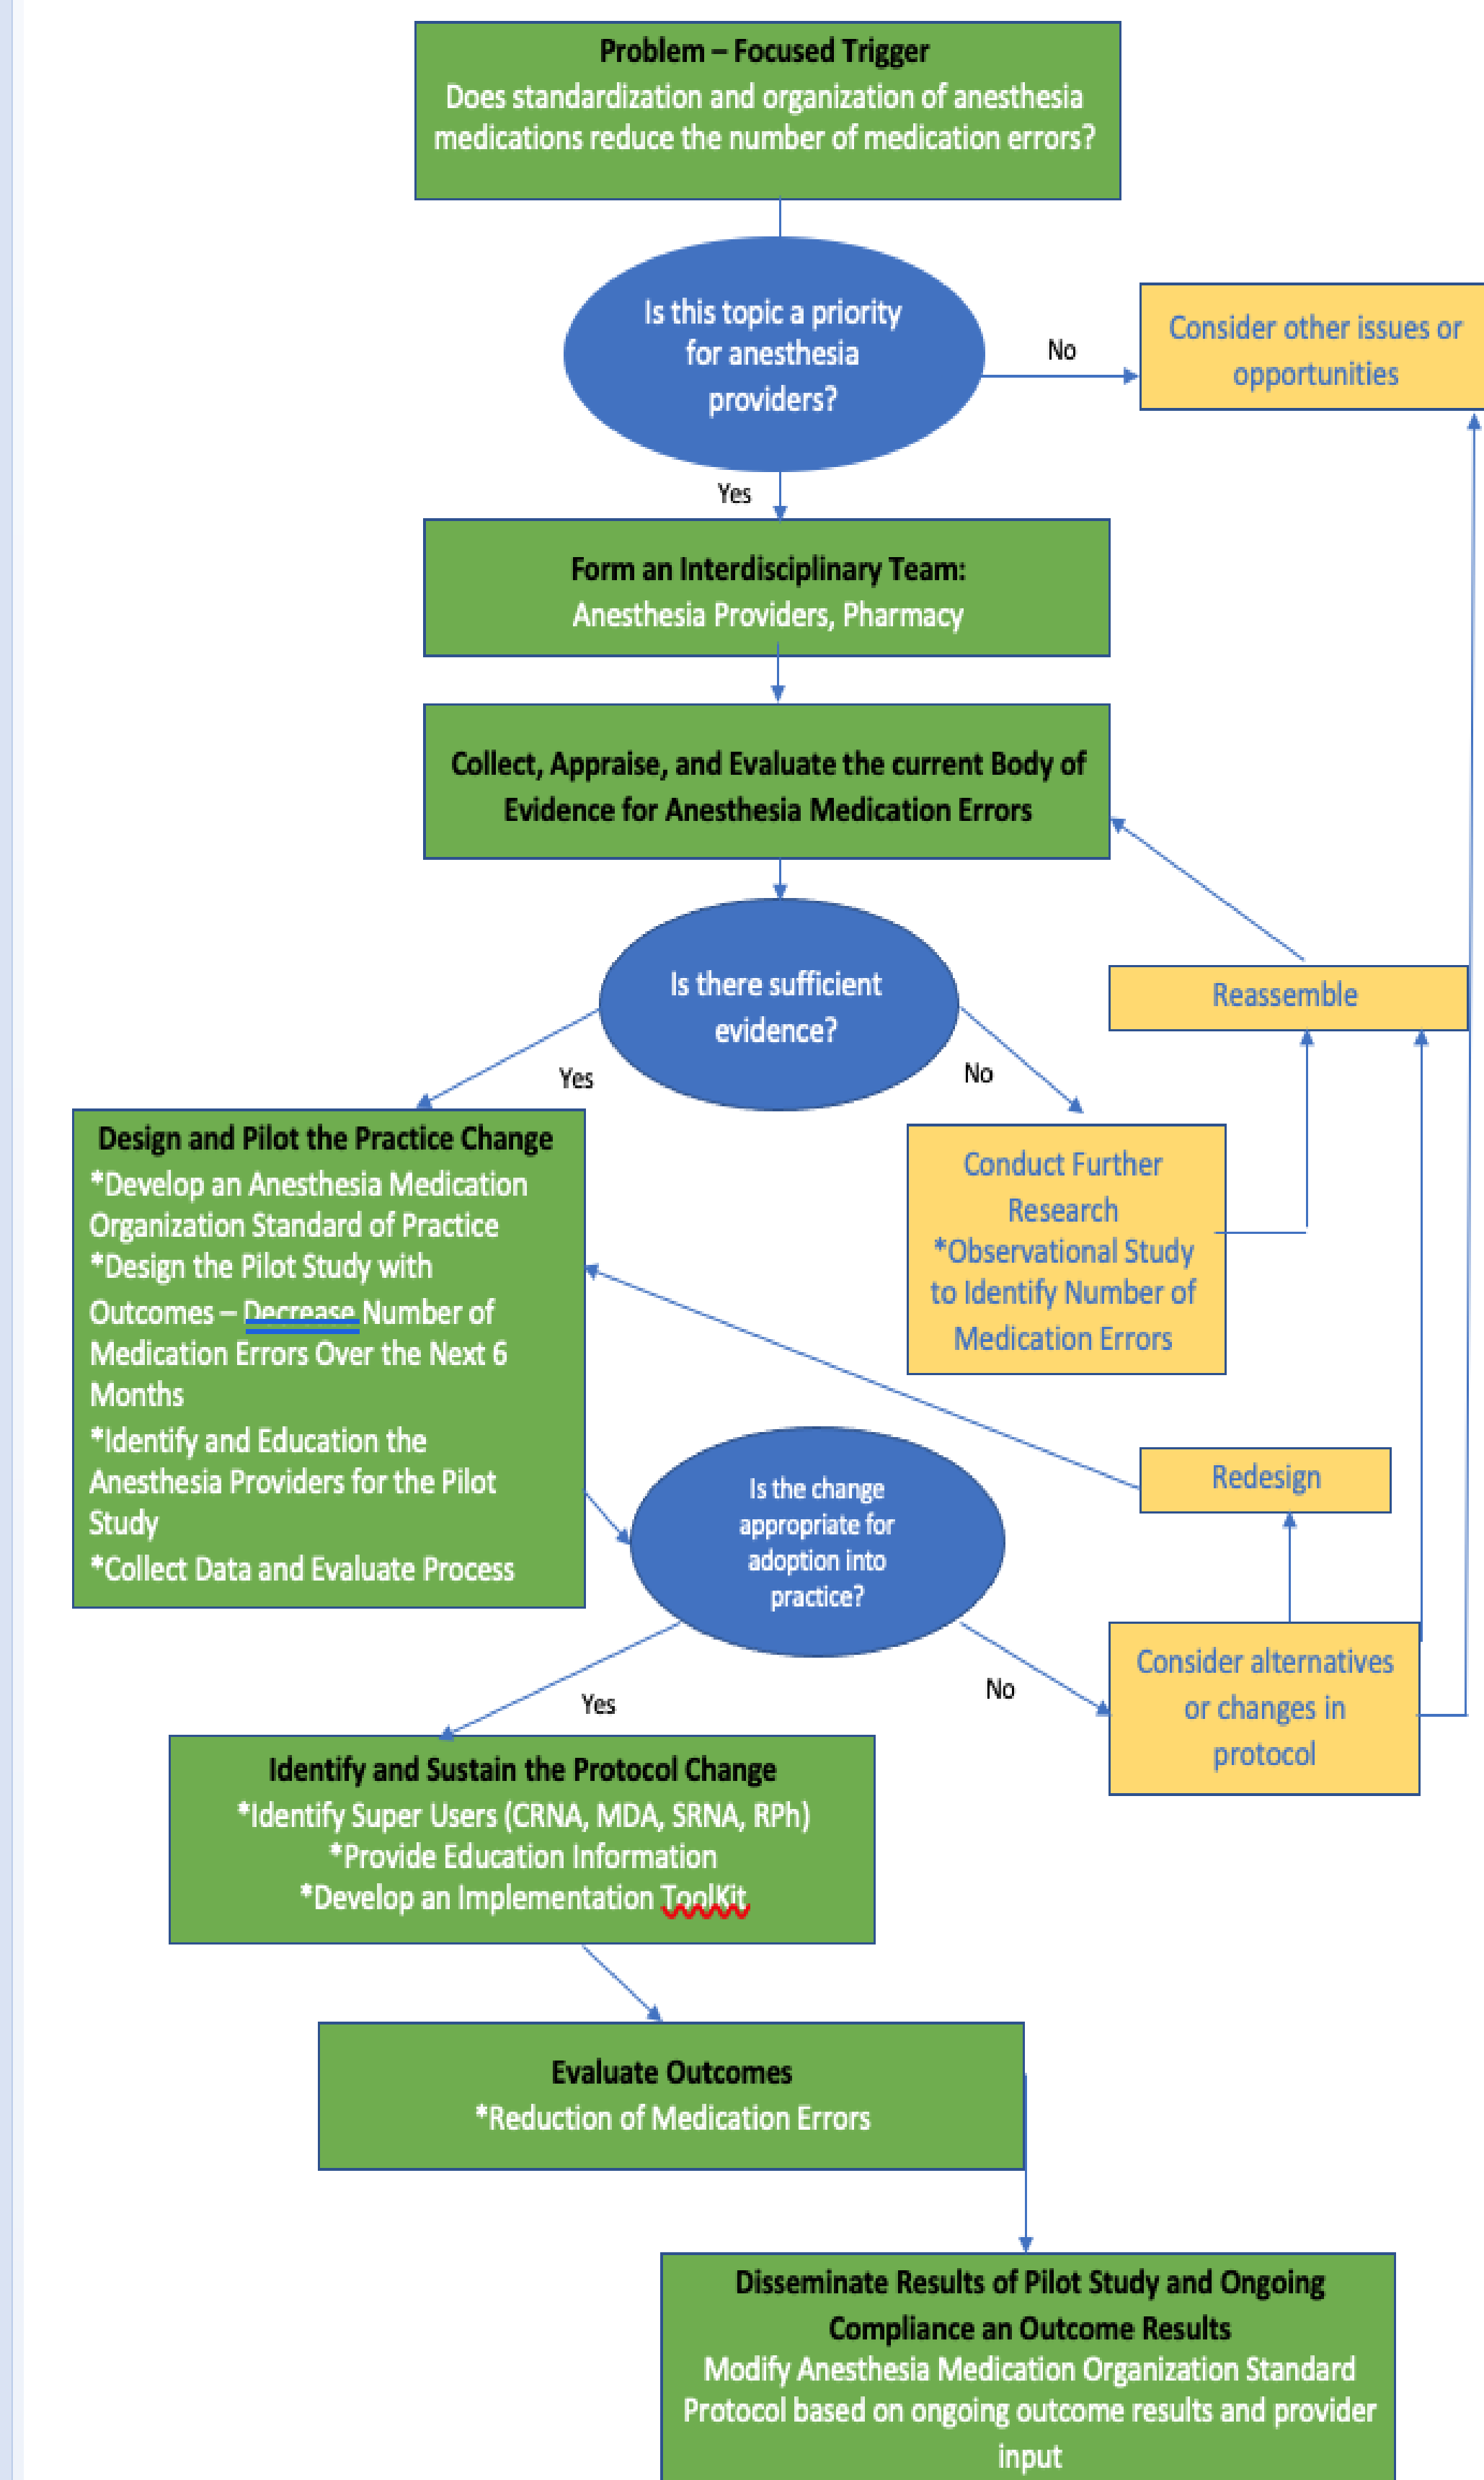 Problem – Focused Trigger
Does standardization and organization of anesthesia
medications reduce the number of medication errors?
Is this topic a priority
for anesthesia
providers?
No
Consider other issues or
opportunities
Yes
Form an Interdisciplinary Team:
Anesthesia Providers, Pharmacy
Collect, Appraise, and Evaluate the current Body of
Evidence for Anesthesia Medication Errors
Is there sufficient
evidence?
Reassemble
Yes
No
Design and Pilot the Practice Change
*Develop an Anesthesia Medication
Organization Standard of Practice
*Design the Pilot Study with
Outcomes – Decrease Number of
Medication Errors Over the Next 6
Months
*Identify and Education the
Anesthesia Providers for the Pilot
Study
*Collect Data and Evaluate Process
Conduct Further
Research
*Observational Study
to Identify Number of
Medication Errors
Is the change
appropriate for
adoption into
practice?
Redesign
Yes
No
Consider alternatives
or changes in
protocol
Identify and Sustain the Protocol Change
*Identify Super Users (CRNA, MDA, SRNA, RPh)
*Provide Education Information
*Develop an Implementation ToolKit
Evaluate Outcomes
*Reduction of Medication Errors
Disseminate Results of Pilot Study and Ongoing
Compliance an Outcome Results
Modify Anesthesia Medication Organization Standard
Protocol based on ongoing outcome results and provider
input